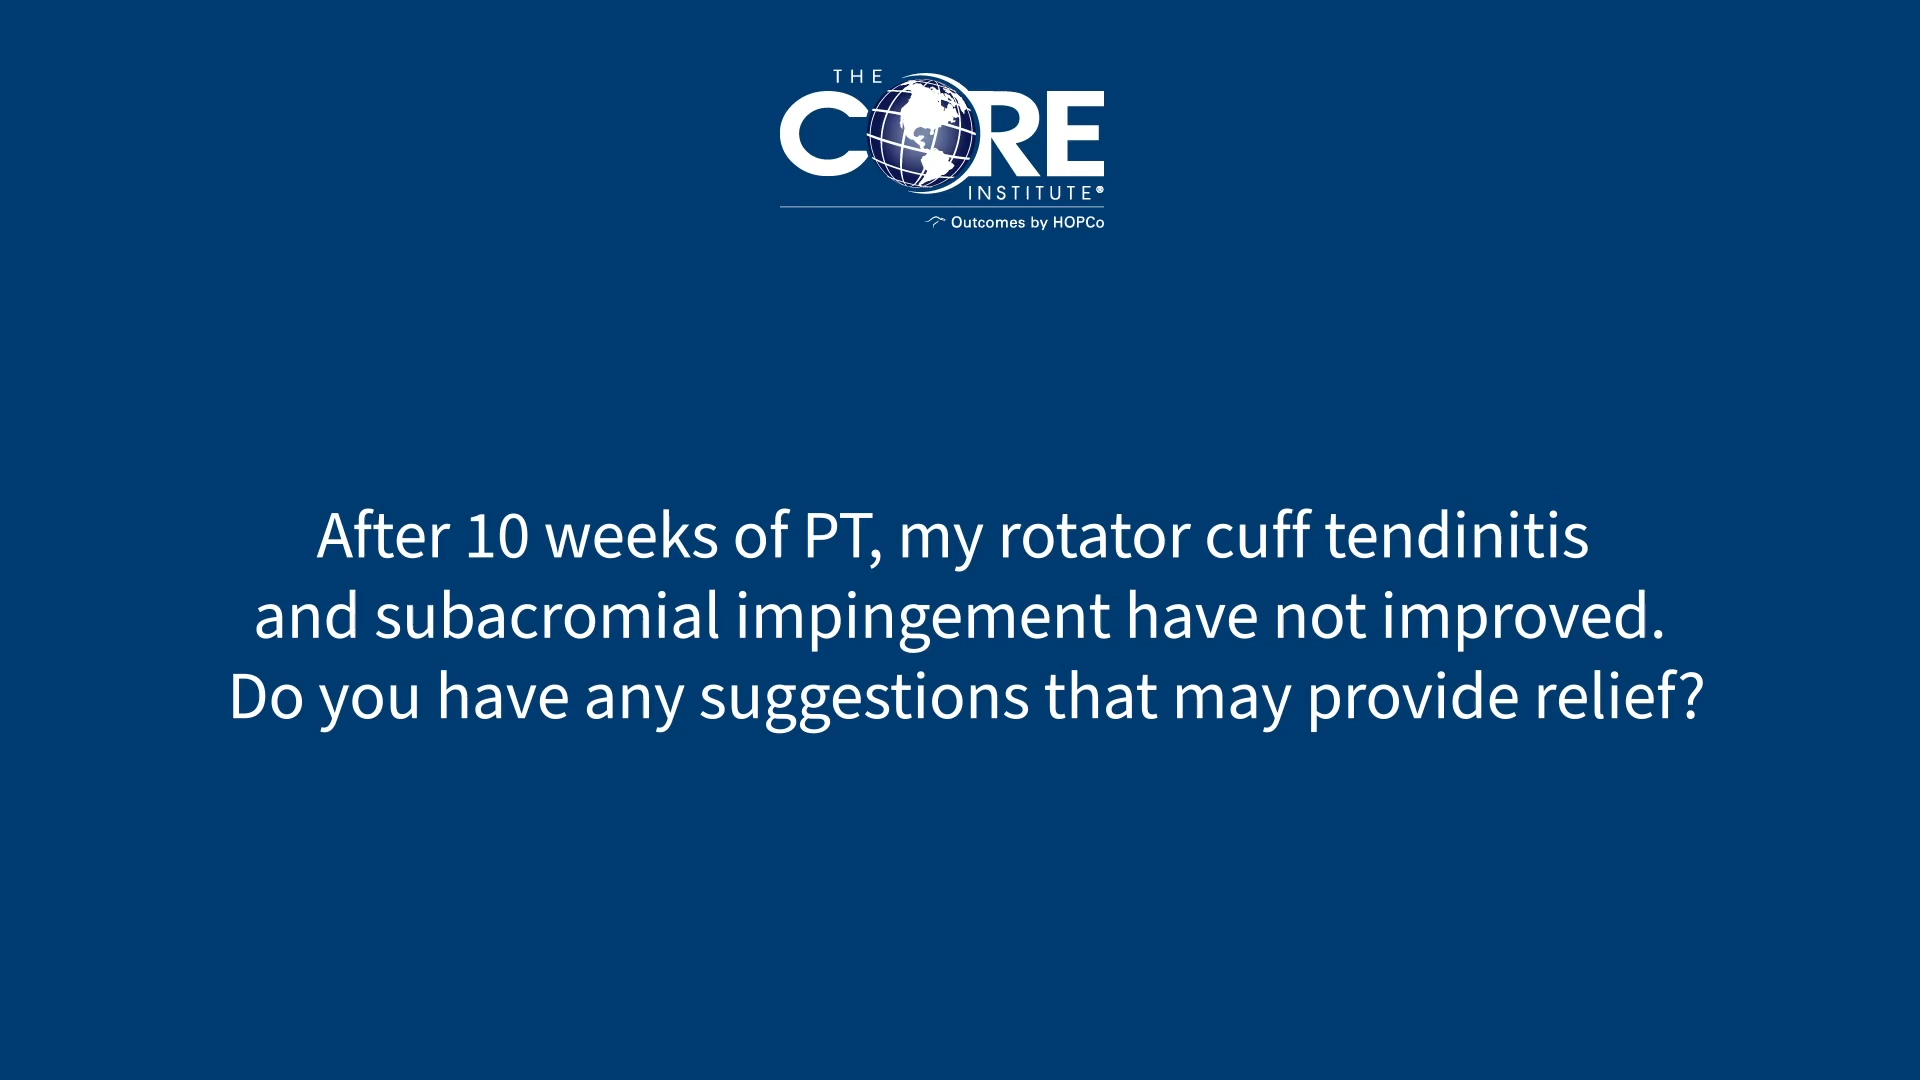 THE
CORE
INSTITUTE®
Outcomes by HOPCo
After 10 weeks of PT, my rotator cuff tendinitis
and subacromial impingement have not improved.
Do you have any suggestions that may provide relief?